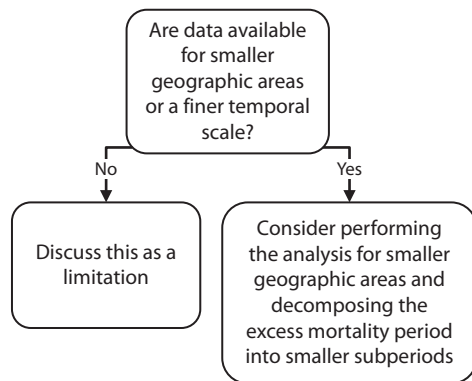 Are data available
for smaller
geographic areas
or a finer temporal
scale?
No
Yes
Discuss this as a
limitation
Consider performing
the analysis for smaller
geographic areas and
decomposing the
excess mortality period
into smaller subperiods